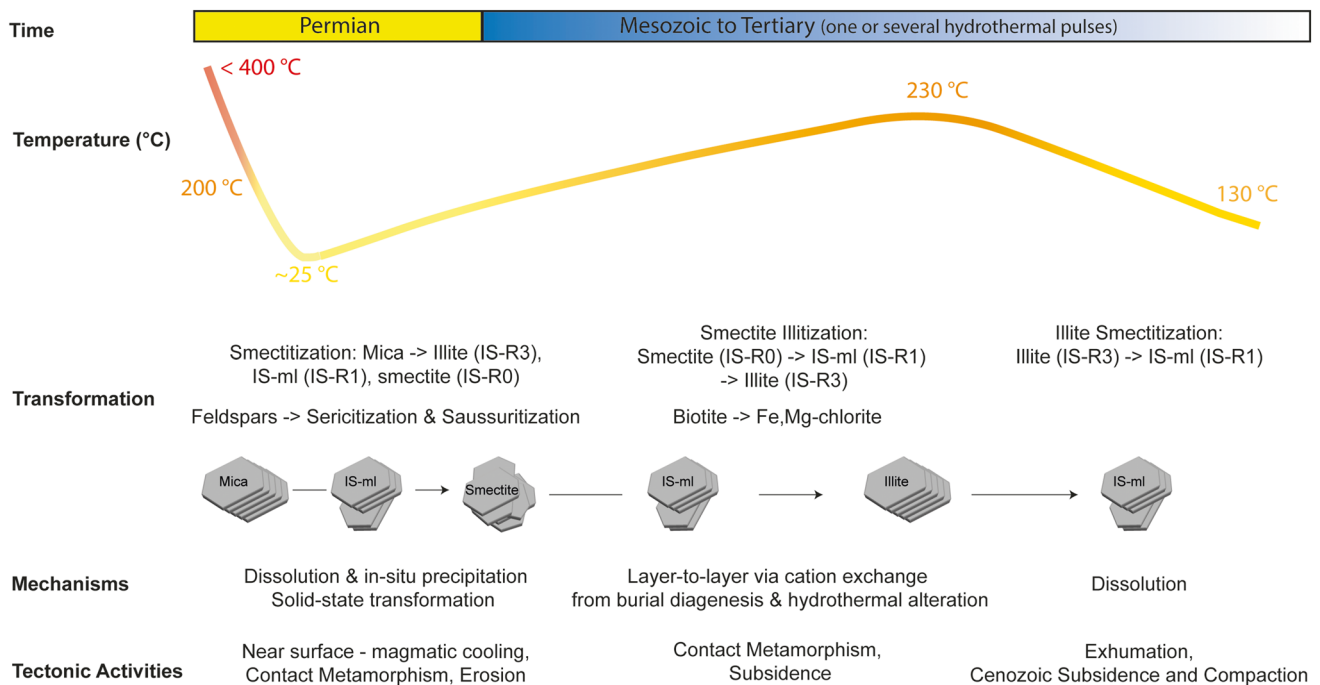 Time
Permian
Mesozoic to Tertiary (one or several hydrothermal pulses)
Temperature (°C)
< 400 °C
200 °C
~25 °C
230 °C
130 °C
Transformation
Smectitization: Mica -> Illite (IS-R3),
IS-ml (IS-R1), smectite (IS-R0)
Feldspars -> Sericitization & Saussuritization
Smectite Illitization:
Smectite (IS-R0) -> IS-ml (IS-R1)
-> Illite (IS-R3)
Biotite -> Fe,Mg-chlorite
Illite Smectitization:
Illite (IS-R3) -> IS-ml (IS-R1)
Mica
IS-ml
Smectite
IS-ml
Illite
IS-ml
Mechanisms
Dissolution & in-situ precipitation
Solid-state transformation
Layer-to-layer via cation exchange
from burial diagenesis & hydrothermal alteration
Dissolution
Tectonic Activities
Near surface - magmatic cooling,
Contact Metamorphism, Erosion
Contact Metamorphism,
Subsidence
Exhumation,
Cenozoic Subsidence and Compaction